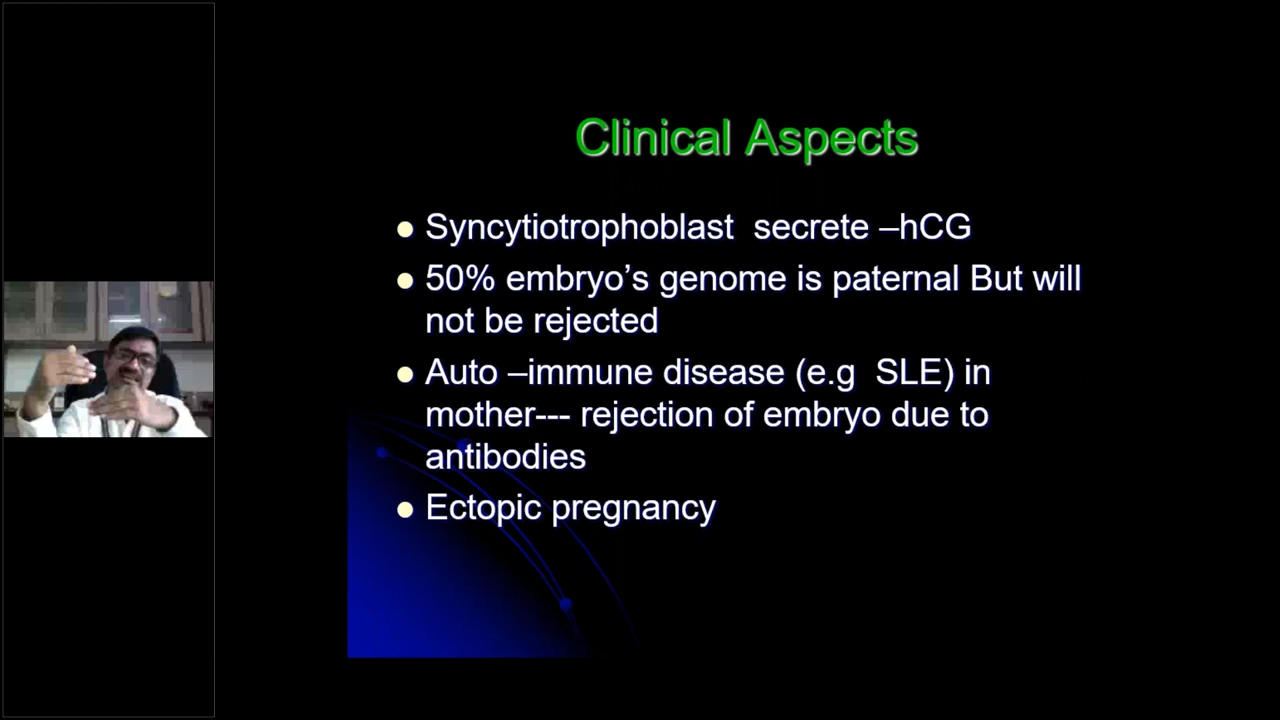 Clinical Aspects
Syncytiotrophoblast secrete –hCG
50% embryo’s genome is paternal But will
not be rejected
Auto –immune disease (e.g SLE) in
mother--- rejection of embryo due to
antibodies
Ectopic pregnancy